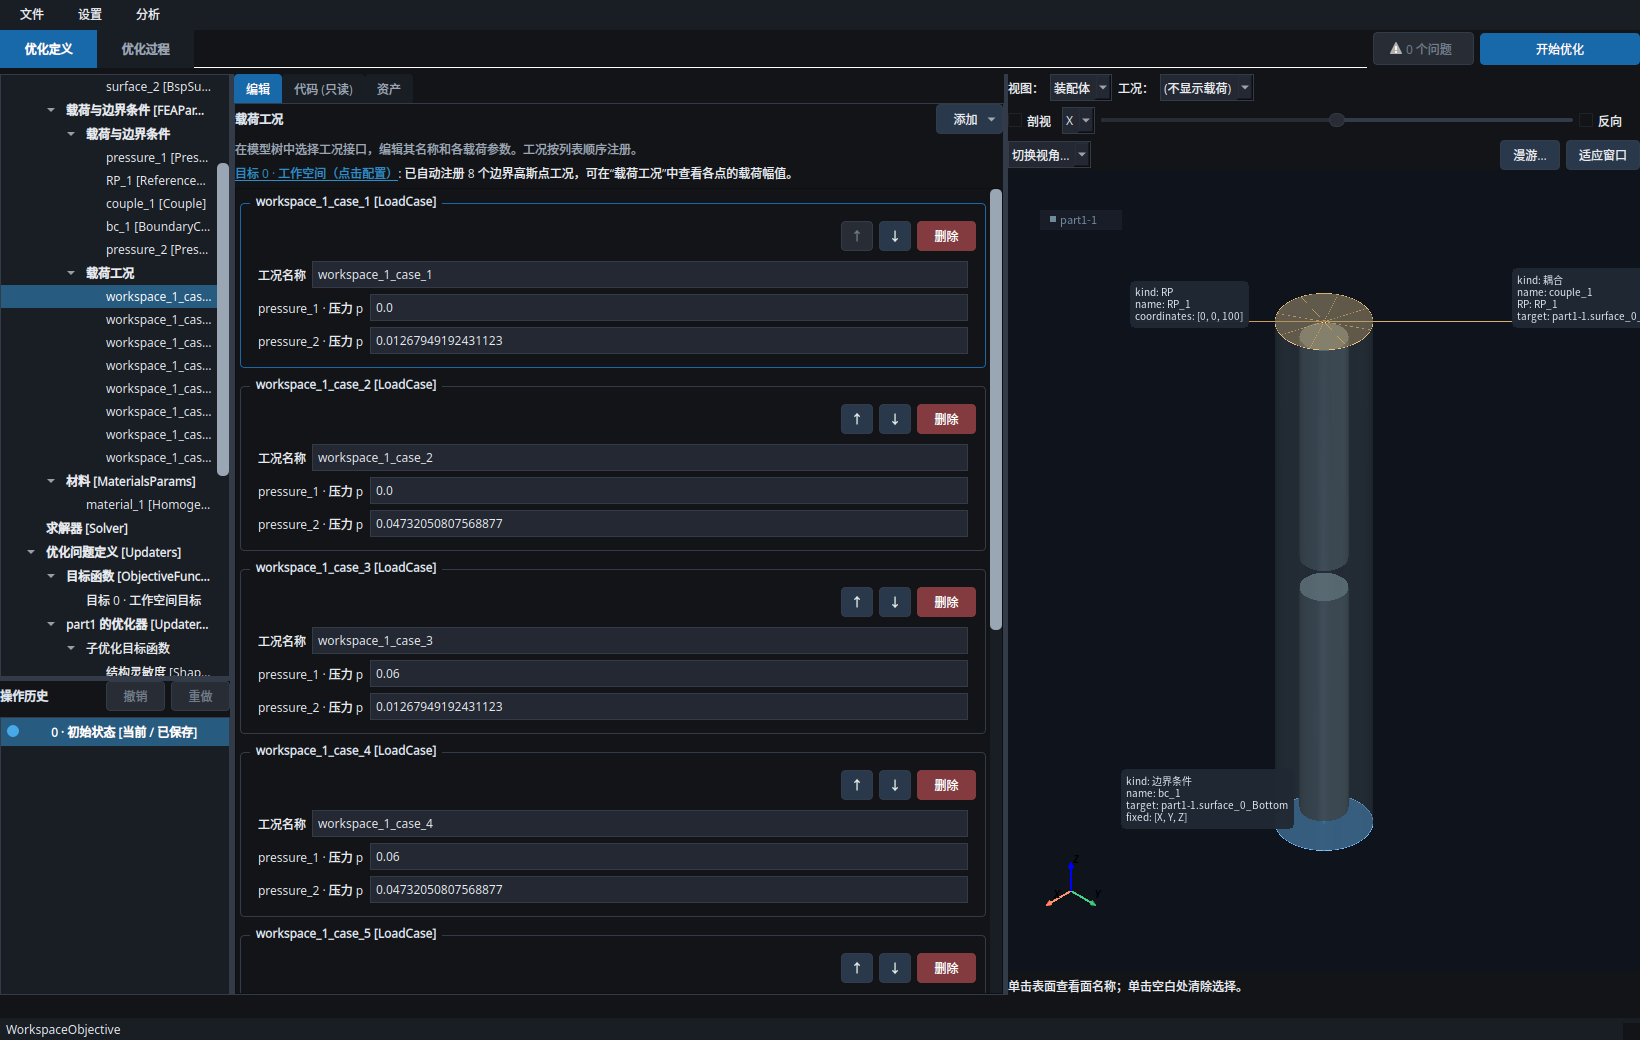 文件 设置 分析
优化定义 优化过程 0 个问题 开始优化
surface_2 [BspSu...
载荷与边界条件 [FEAPar...
载荷与边界条件
pressure_1 [Pres...
RP_1 [Reference...
couple_1 [Couple]
bc_1 [BoundaryC...
pressure_2 [Pres...
载荷工况
workspace_1_cas...
workspace_1_cas...
workspace_1_cas...
workspace_1_cas...
workspace_1_cas...
workspace_1_cas...
workspace_1_cas...
workspace_1_cas...
材料 [MaterialsParams]
material_1 [Homoge...
求解器 [Solver]
优化问题定义 [Updaters]
目标函数 [ObjectiveFunc...
目标 0 · 工作空间目标
part1 的优化器 [Updater...
子优化目标函数
结构灵敏度 [Shap...
操作历史 撤销 重做
0 · 初始状态 [当前 / 已保存]
编辑 代码 (只读) 资产
载荷工况 添加
在模型树中选择工况接口，编辑其名称和各载荷参数。工况按列表顺序注册。
目标 0 · 工作空间（点击配置）: 已自动注册 8 个边界高斯点工况，可在“载荷工况”中查看各点的载荷幅值。
workspace_1_case_1 [LoadCase]
↑ ↓ 删除
工况名称 workspace_1_case_1
pressure_1 · 压力 p 0.0
pressure_2 · 压力 p 0.01267949192431123
workspace_1_case_2 [LoadCase]
↑ ↓ 删除
工况名称 workspace_1_case_2
pressure_1 · 压力 p 0.0
pressure_2 · 压力 p 0.04732050807568877
workspace_1_case_3 [LoadCase]
↑ ↓ 删除
工况名称 workspace_1_case_3
pressure_1 · 压力 p 0.06
pressure_2 · 压力 p 0.01267949192431123
workspace_1_case_4 [LoadCase]
↑ ↓ 删除
工况名称 workspace_1_case_4
pressure_1 · 压力 p 0.06
pressure_2 · 压力 p 0.04732050807568877
workspace_1_case_5 [LoadCase]
↑ ↓ 删除
视图: 装配体 工况: (不显示载荷)
剖视 X 反向
切换视角... 漫游... 适应窗口
part1-1
kind: RP
name: RP_1
coordinates: [0, 0, 100]
kind: 耦合
name: couple_1
RP: RP_1
target: part1-1.surface_0_
kind: 边界条件
name: bc_1
target: part1-1.surface_0_Bottom
fixed: [X, Y, Z]
单击表面查看面名称；单击空白处清除选择。
WorkspaceObjective